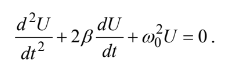 d²U/dt² + 2β dU/dt + ω₀²U = 0 .